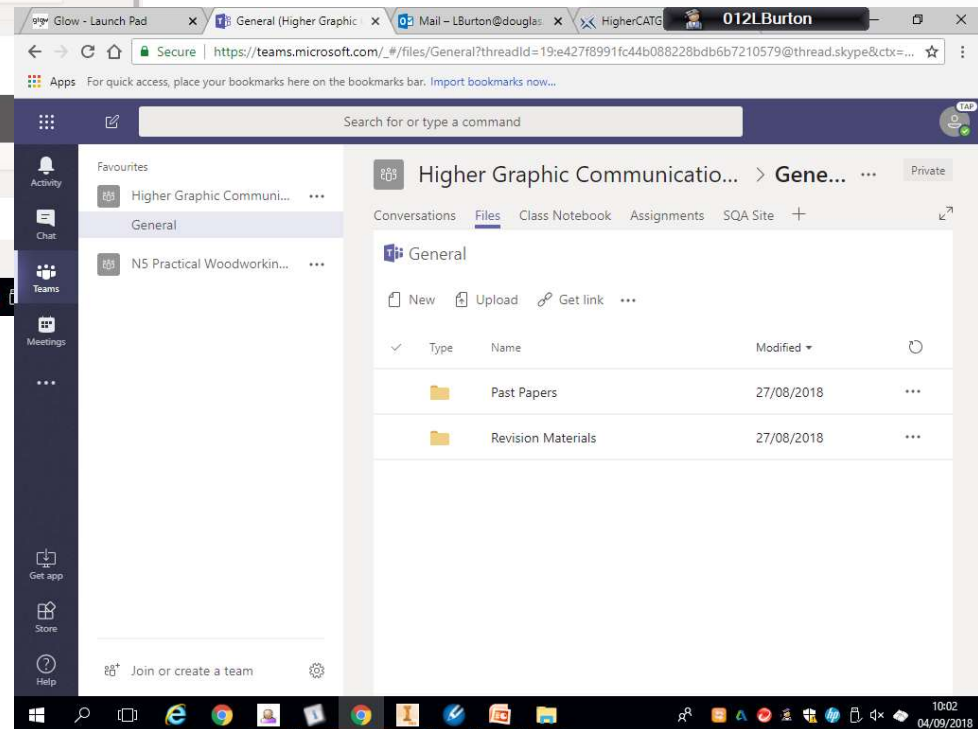 Glow - Launch Pad
General (Higher Graphic
Mail – LBurton@douglas
HigherCATG
012LBurton
Secure
https://teams.microsoft.com/_#/files/General?threadId=19:e427f8991fc44b088228bdb6b7210579@thread.skype&ctx=...
Apps For quick access, place your bookmarks here on the bookmarks bar. Import bookmarks now...
Search for or type a command
TAP
Activity
Chat
Teams
Meetings
Get app
Store
Help
Favourites
Higher Graphic Communi... ...
General
N5 Practical Woodworkin... ...
Join or create a team
Higher Graphic Communicatio... > Gene... ...
Private
Conversations Files Class Notebook Assignments SQA Site +
General
New Upload Get link ...
Type Name Modified
Past Papers 27/08/2018 ...
Revision Materials 27/08/2018 ...
10:02
04/09/2018